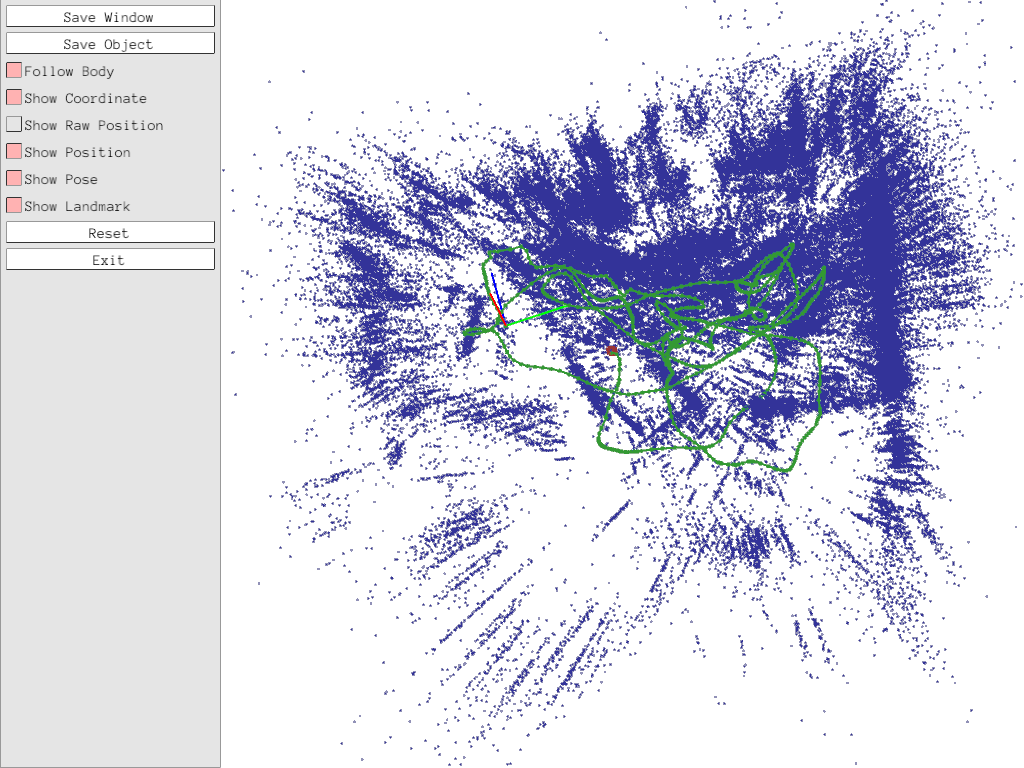 Save Window
Save Object
Follow Body
Show Coordinate
Show Raw Position
Show Position
Show Pose
Show Landmark
Reset
Exit